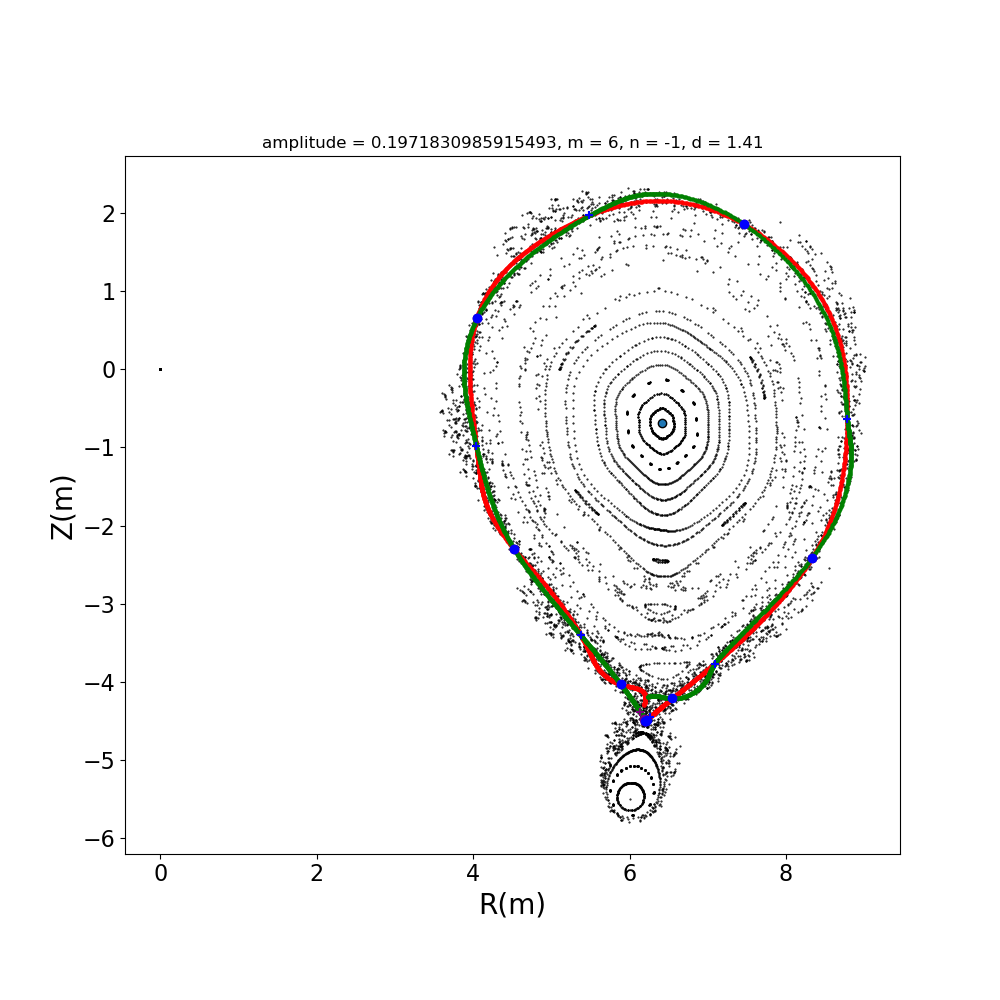 amplitude = 0.1971830985915493, m = 6, n = -1, d = 1.41
2
1
0
−1
−2
−3
−4
−5
−6
Z(m)
0 2 4 6 8
R(m)